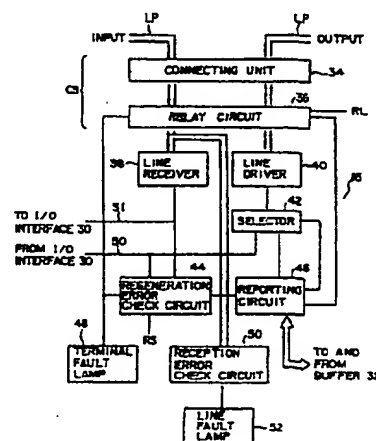 LP LP
INPUT OUTPUT
CONNECTING UNIT
34
CS
36
RELAY CIRCUIT
RL
38 40
LINE RECEIVER
LINE DRIVER
42
SELECTOR
TO I/O INTERFACE 30
31
FROM I/O INTERFACE 30
44
REGENERATION ERROR CHECK CIRCUIT
46
REPORTING CIRCUIT
48
RS
50
TERMINAL FAULT LAMP
RECEPTION ERROR CHECK CIRCUIT
TO AND FROM BUFFER 32
LINE FAULT LAMP
52